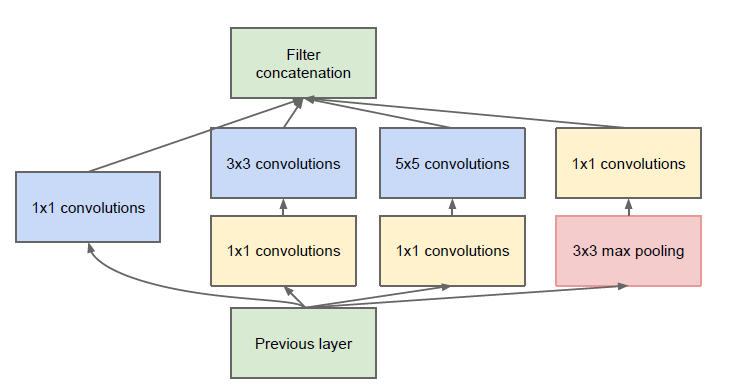 Filter
concatenation
3x3 convolutions
5x5 convolutions
1x1 convolutions
1x1 convolutions
1x1 convolutions
1x1 convolutions
3x3 max pooling
Previous layer